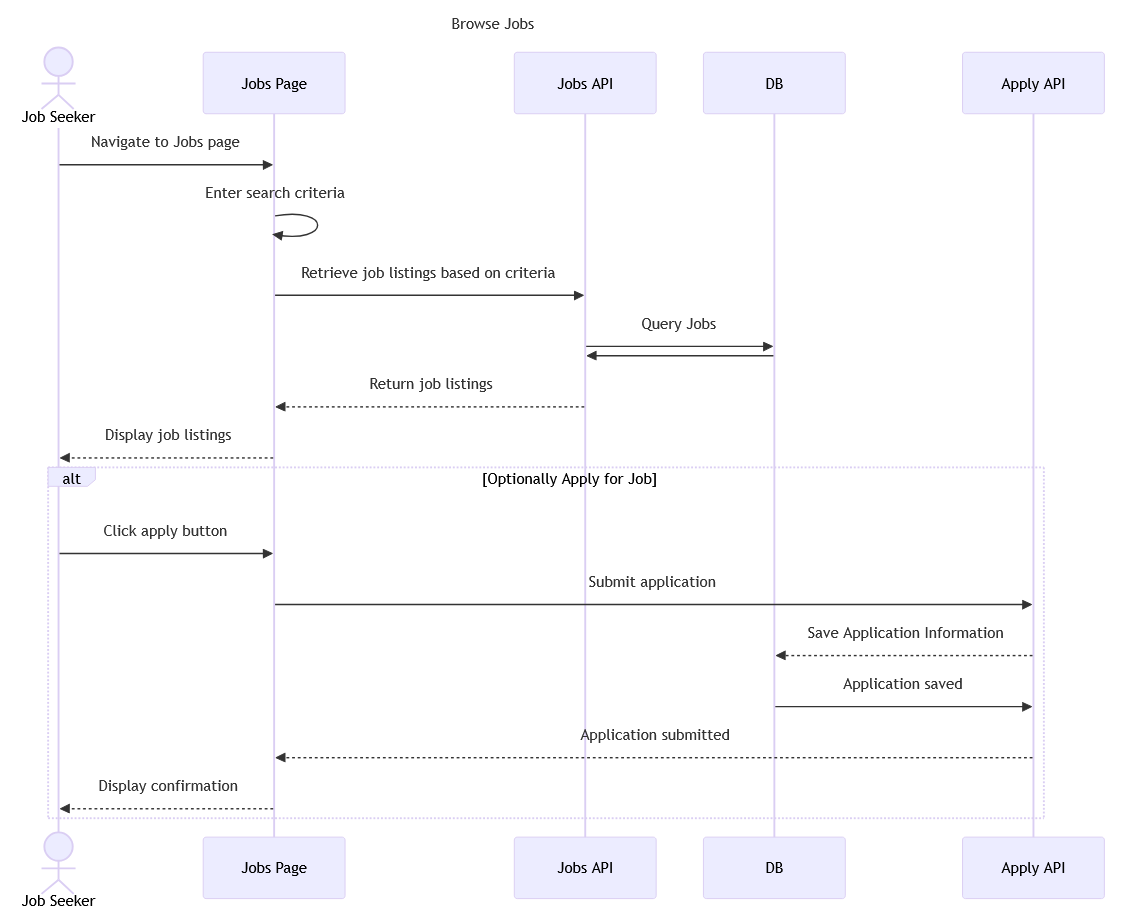 Browse Jobs
Job Seeker
Jobs Page
Jobs API
DB
Apply API
Navigate to Jobs page
Enter search criteria
Retrieve job listings based on criteria
Query Jobs
Return job listings
Display job listings
alt
[Optionally Apply for Job]
Click apply button
Submit application
Save Application Information
Application saved
Application submitted
Display confirmation
Job Seeker
Jobs Page
Jobs API
DB
Apply API